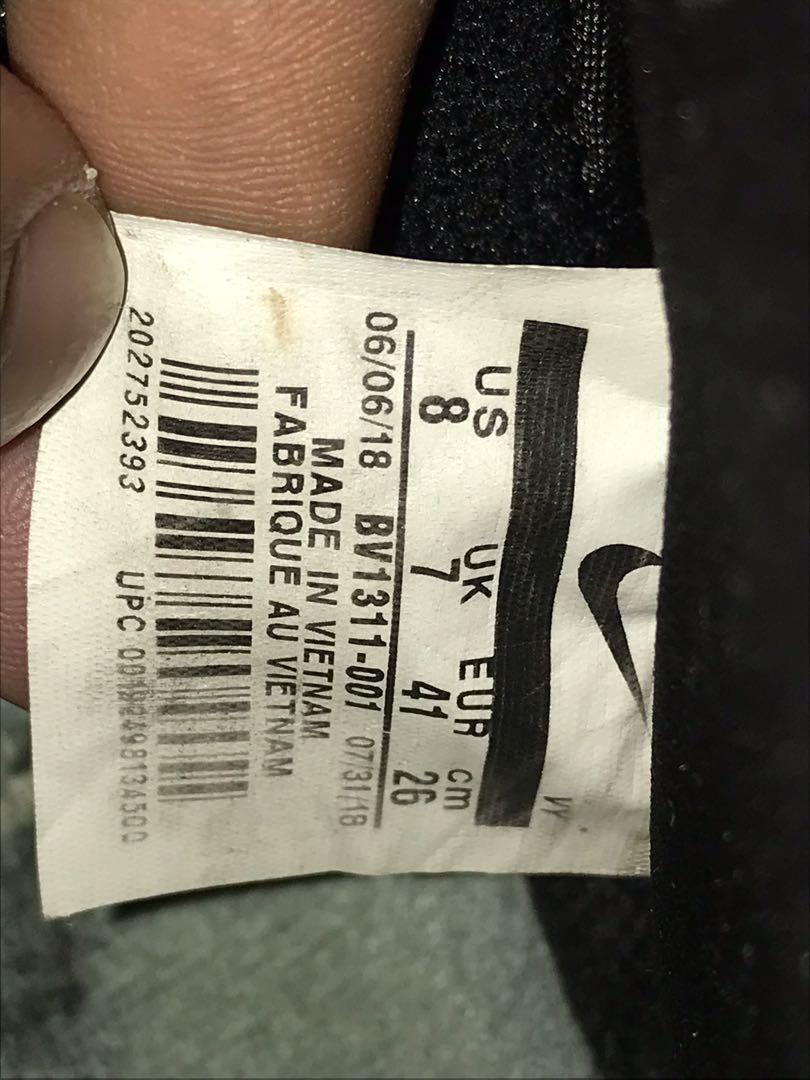 VY
US UK EUR cm
8 7 41 26
06/06/18 BV1311-001 07/31/18
MADE IN VIETNAM
FABRIQUE AU VIETNAM
202752393 UPC